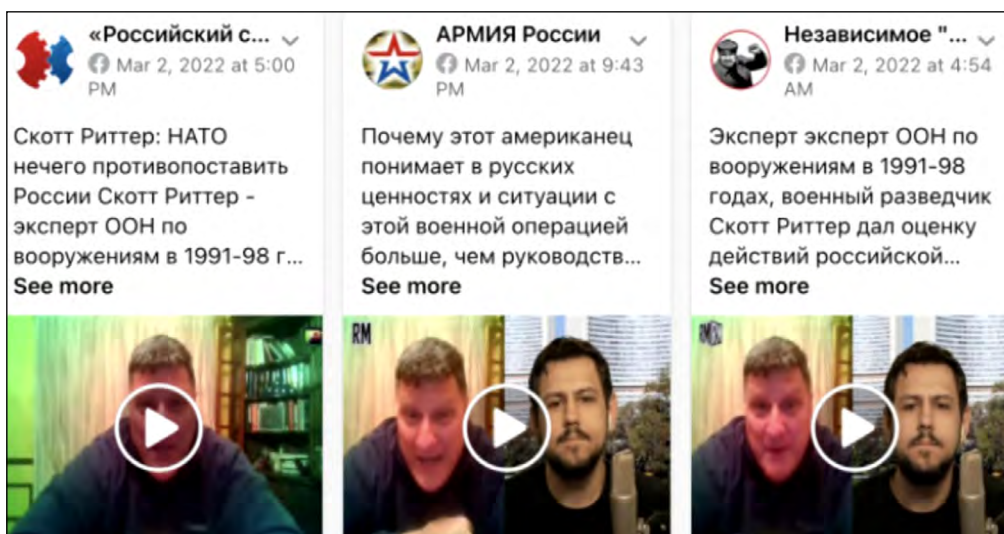 «Российский с...
Mar 2, 2022 at 5:00
PM
Скотт Риттер: НАТО
нечего противопоставить
России Скотт Риттер -
эксперт ООН по
вооружениям в 1991-98 г...
See more
АРМИЯ России
Mar 2, 2022 at 9:43
PM
Почему этот американец
понимает в русских
ценностях и ситуации с
этой военной операцией
больше, чем руководств...
See more
RM
Независимое "...
Mar 2, 2022 at 4:54
AM
Эксперт эксперт ООН по
вооружениям в 1991-98
годах, военный разведчик
Скотт Риттер дал оценку
действий российской...
See more